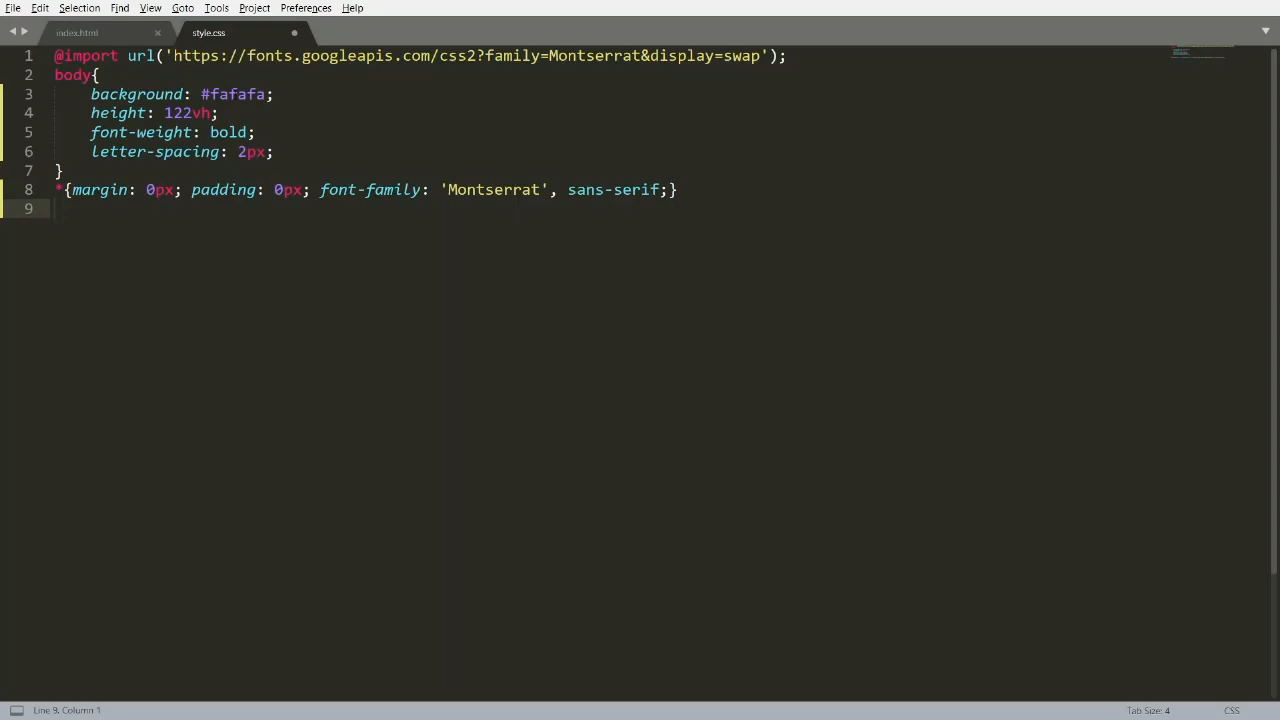 File Edit Selection Find View Goto Tools Project Preferences Help
index.html × style.css
1 @import url('https://fonts.googleapis.com/css2?family=Montserrat&display=swap');
2 body{
3 background: #fafafa;
4 height: 122vh;
5 font-weight: bold;
6 letter-spacing: 2px;
7 }
8 *{margin: 0px; padding: 0px; font-family: 'Montserrat', sans-serif;}
9
Line 9, Column 1 Tab Size: 4 CSS